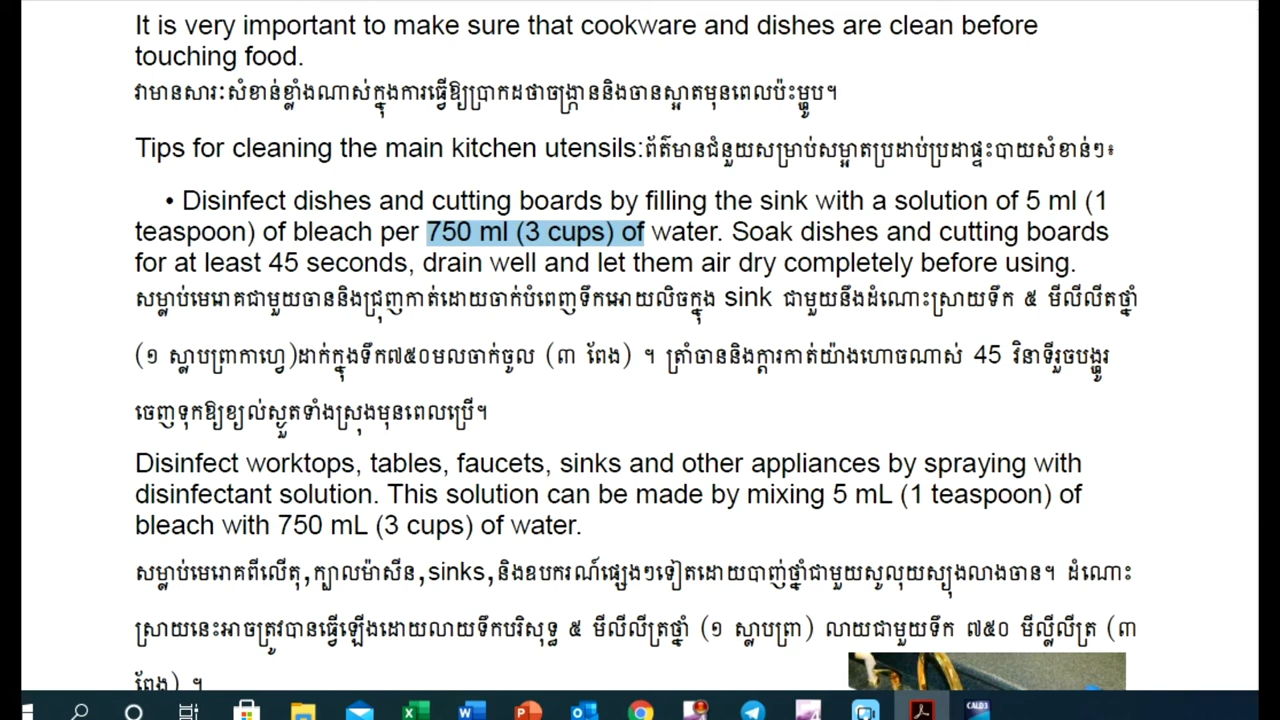 It is very important to make sure that cookware and dishes are clean before
touching food.
វាមានសារៈសំខាន់ខ្លាំងណាស់ក្នុងការធ្វើឱ្យប្រាកដថាចង្ក្រាននិងចានស្អាតមុនពេលប៉ះម្ហូប។
Tips for cleaning the main kitchen utensils:ព័ត៌មានជំនួយសម្រាប់សម្អាតប្រដាប់ប្រដាផ្ទះបាយសំខាន់ៗ៖
• Disinfect dishes and cutting boards by filling the sink with a solution of 5 ml (1
teaspoon) of bleach per 750 ml (3 cups) of water. Soak dishes and cutting boards
for at least 45 seconds, drain well and let them air dry completely before using.
សម្លាប់មេរោគជាមួយចាននិងជ្រុញកាត់ដោយចាក់បំពេញទឹកអោយលិចក្នុង sink ជាមួយនឹងដំណោះស្រាយទឹក ៥ មីលីលីតថ្នាំ
(១ ស្លាបព្រាកាហ្វេ)ដាក់ក្នុងទឹក៧៥០មលចាក់ចូល (៣ ពែង) ។ ត្រាំចាននិងក្តារកាត់យ៉ាងហោចណាស់ 45 វិនាទីរួចបង្ហូរ
ចេញទុកឱ្យខ្យល់ស្ងួតទាំងស្រុងមុនពេលប្រើ។
Disinfect worktops, tables, faucets, sinks and other appliances by spraying with
disinfectant solution. This solution can be made by mixing 5 mL (1 teaspoon) of
bleach with 750 mL (3 cups) of water.
សម្លាប់មេរោគពីលើតុ,ក្បាលម៉ាស៊ីន,sinks,និងឧបករណ៍ផ្សេងៗទៀតដោយបាញ់ថ្នាំជាមួយសូលុយស្យុងលាងចាន។ ដំណោះ
ស្រាយនេះអាចត្រូវបានធ្វើឡើងដោយលាយទឹកបរិសុទ្ធ ៥ មីលីលីត្រថ្នាំ (១ ស្លាបព្រា) លាយជាមួយទឹក ៧៥០ មីល្លីលីត្រ (៣
ពែង) ។
CALD3